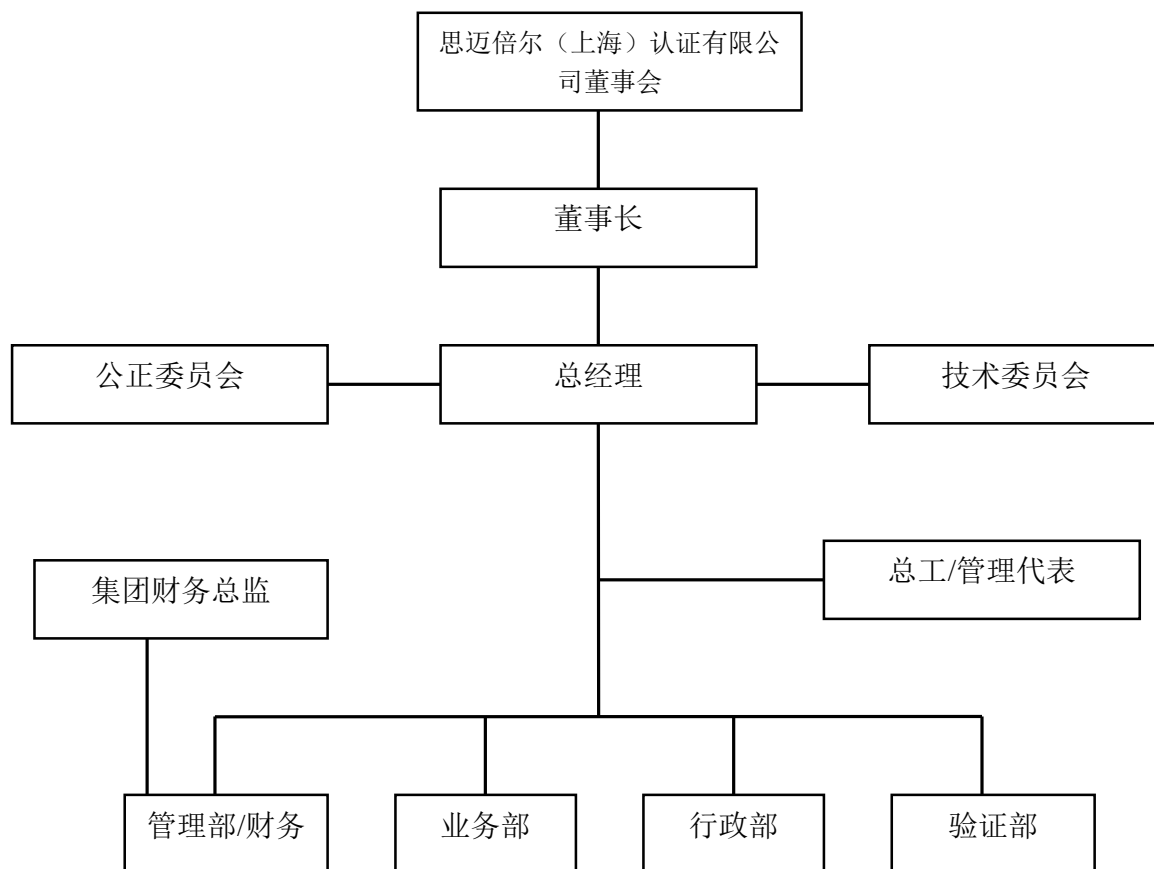 思迈倍尔（上海）认证有限公
司董事会
董事长
公正委员会
总经理
技术委员会
总工/管理代表
集团财务总监
管理部/财务
业务部
行政部
验证部